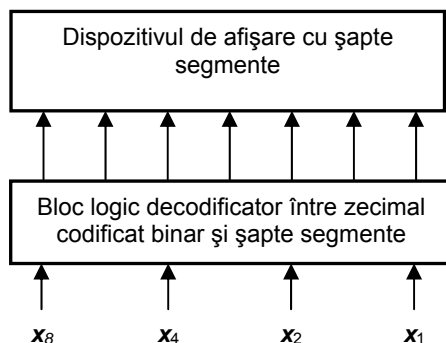 Dispozitivul de afişare cu şapte
segmente
Bloc logic decodificator între zecimal
codificat binar şi şapte segmente
x8 x4 x2 x1